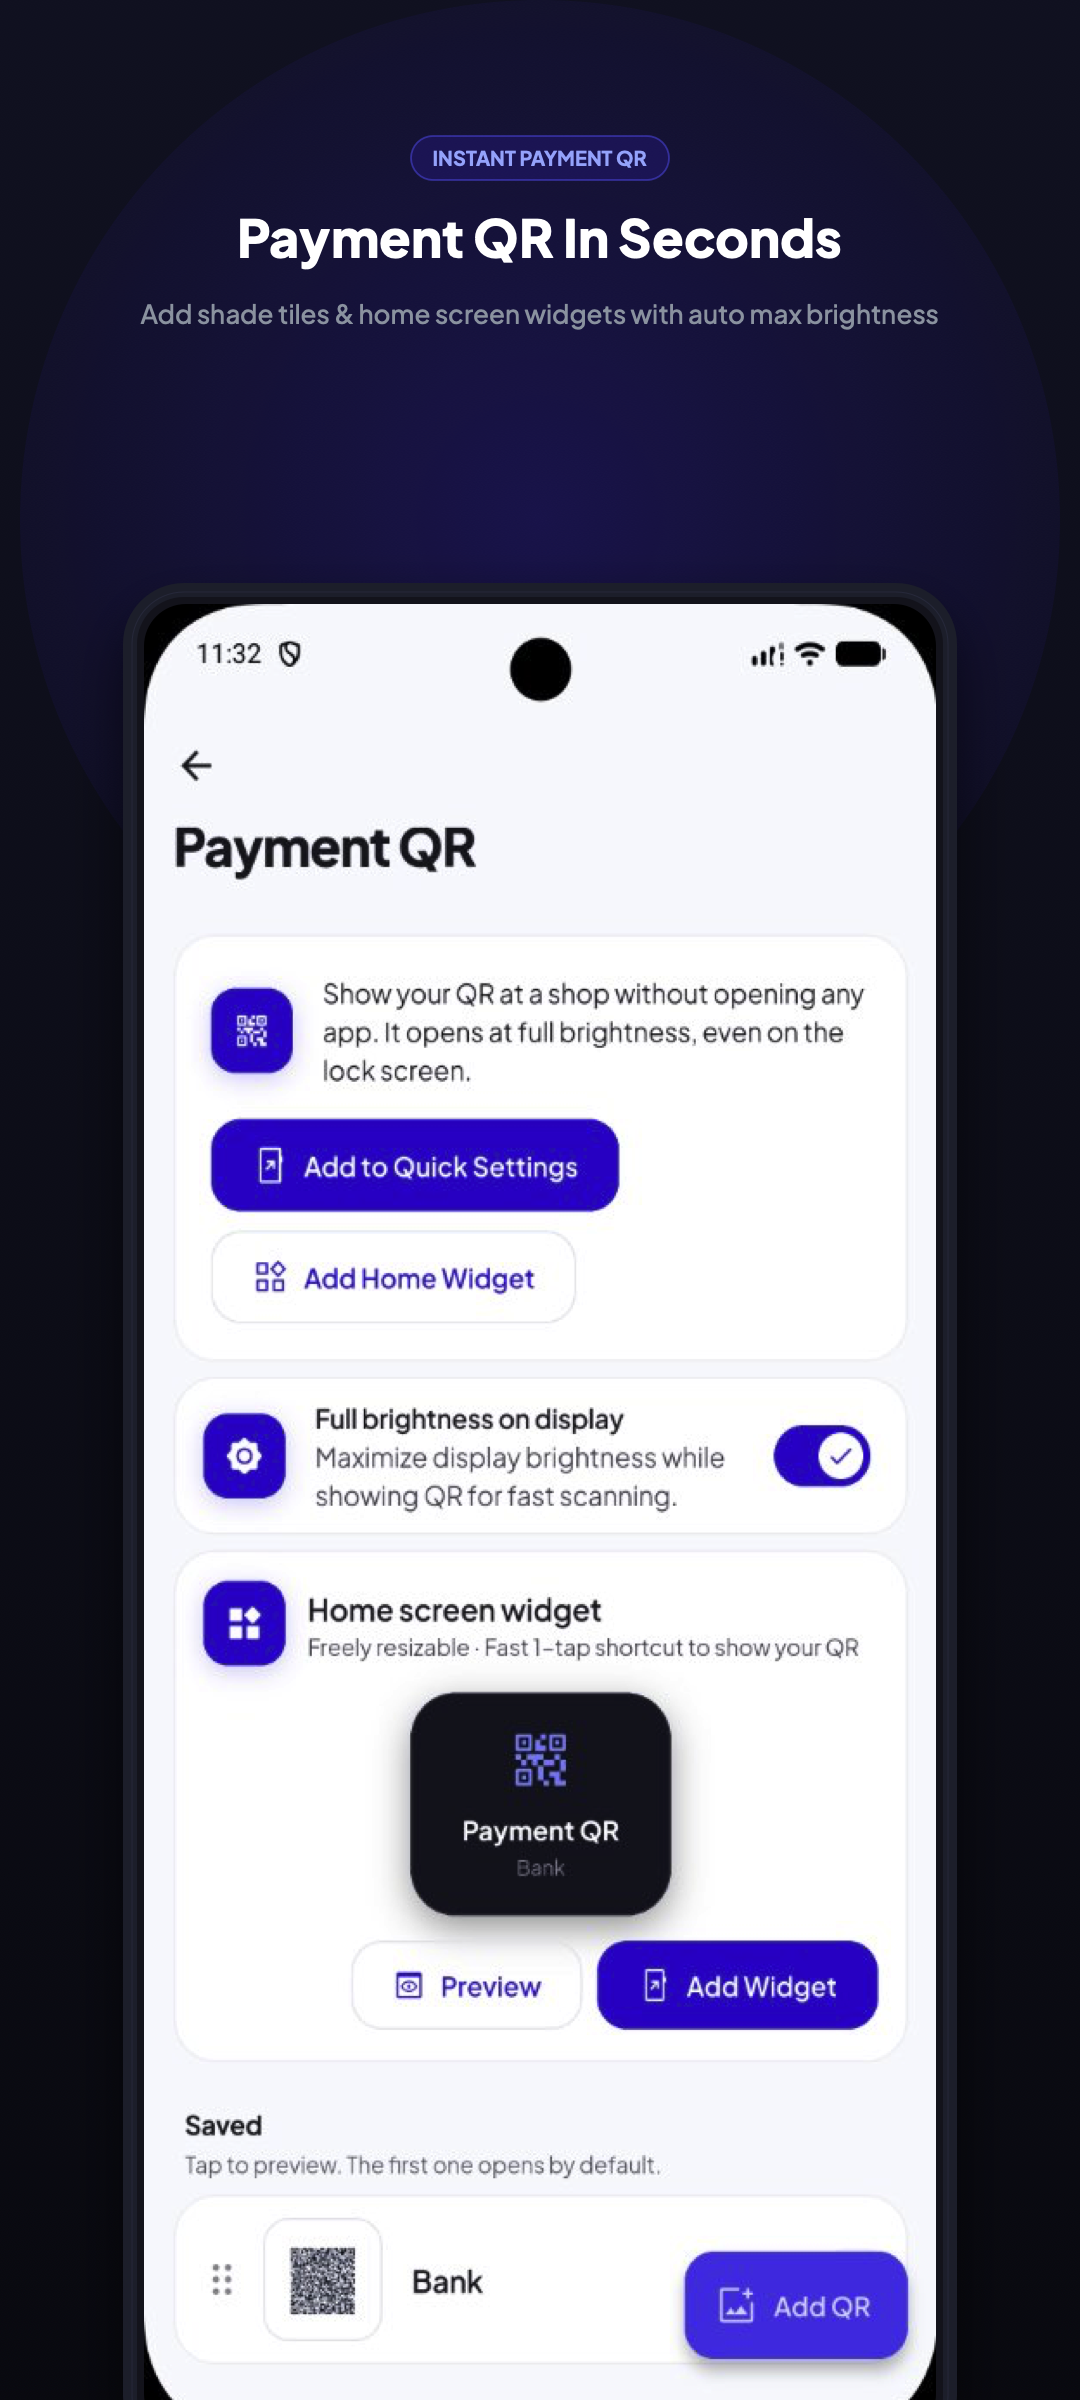 INSTANT PAYMENT QR
Payment QR In Seconds
Add shade tiles & home screen widgets with auto max brightness
11:32
Payment QR
Show your QR at a shop without opening any
app. It opens at full brightness, even on the
lock screen.
Add to Quick Settings
Add Home Widget
Full brightness on display
Maximize display brightness while
showing QR for fast scanning.
Home screen widget
Freely resizable · Fast 1-tap shortcut to show your QR
Payment QR
Bank
Preview
Add Widget
Saved
Tap to preview. The first one opens by default.
Bank
Add QR